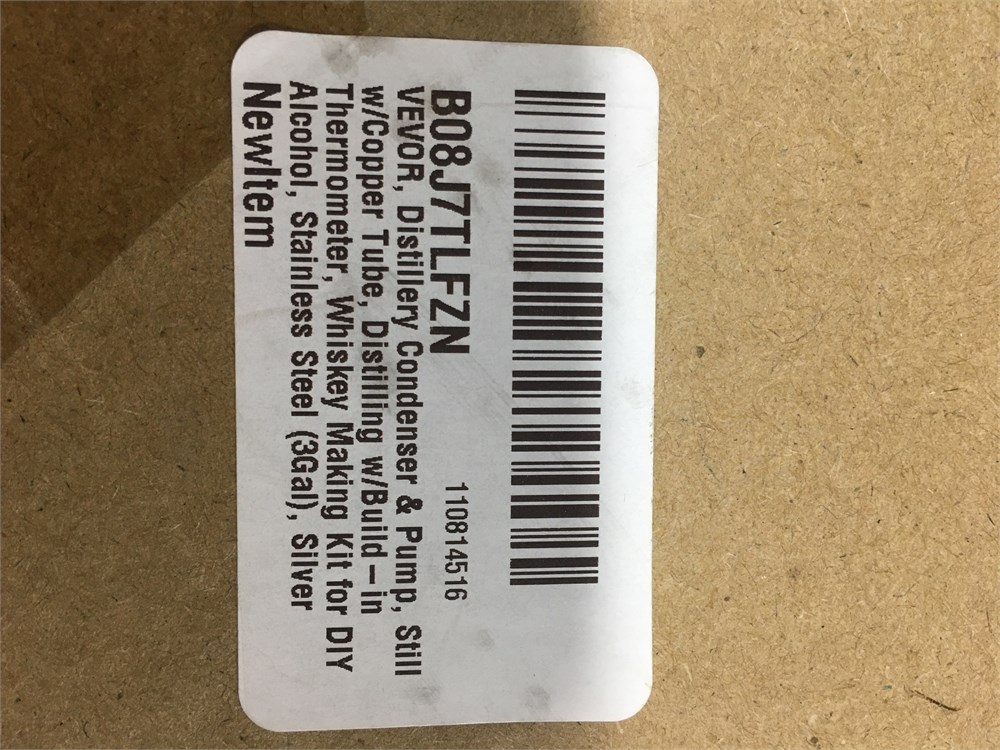 B08J7TLFZN
110814516
VEVOR, Distillery Condenser & Pump, Still
w/Copper Tube, Distilling w/Build-in
Thermometer, Whiskey Making Kit for DIY
Alcohol, Stainless Steel (3Gal), Silver
NewItem